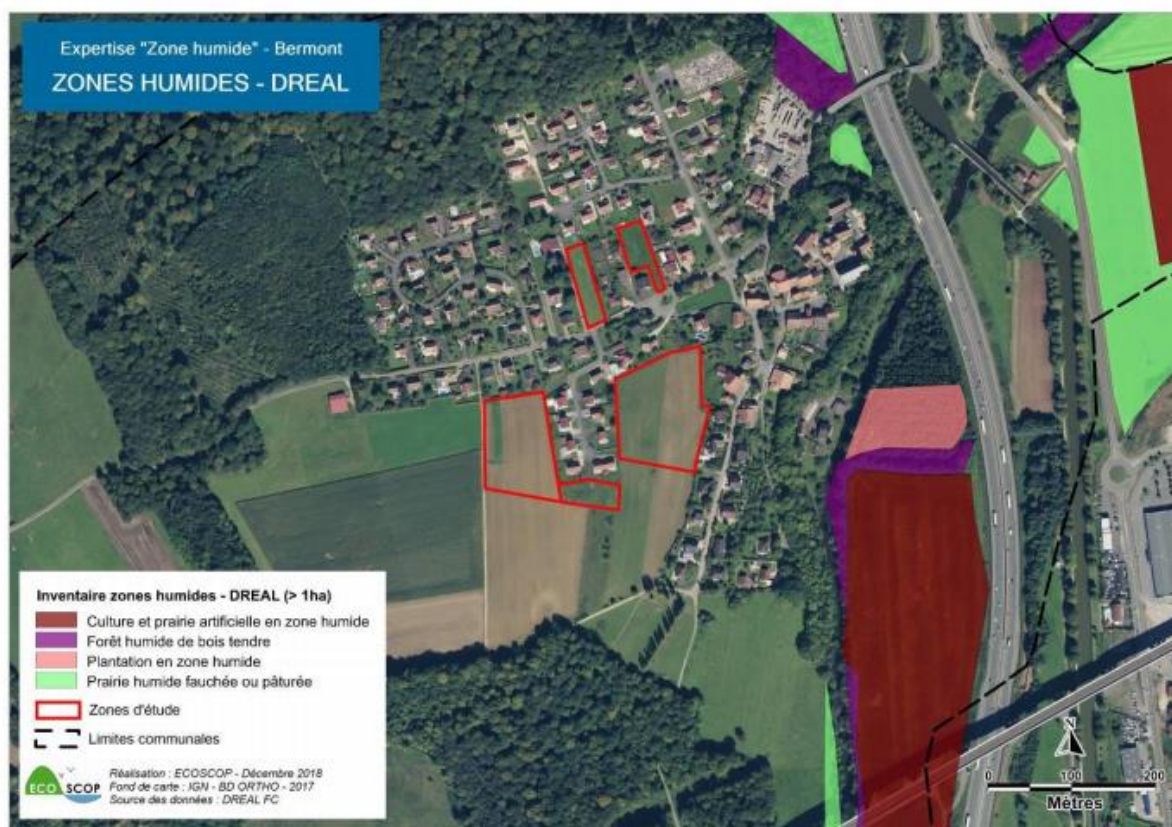 Expertise "Zone humide" - Bermont
ZONES HUMIDES - DREAL
Inventaire zones humides - DREAL (> 1ha)
Culture et prairie artificielle en zone humide
Forêt humide de bois tendre
Plantation en zone humide
Prairie humide fauchée ou pâturée
Zones d'étude
Limites communales
ECO SCOP
Réalisation : ECOSCOP - Décembre 2018
Fond de carte : IGN - BD ORTHO - 2017
Source des données : DREAL FC
N
0 100 200
Mètres